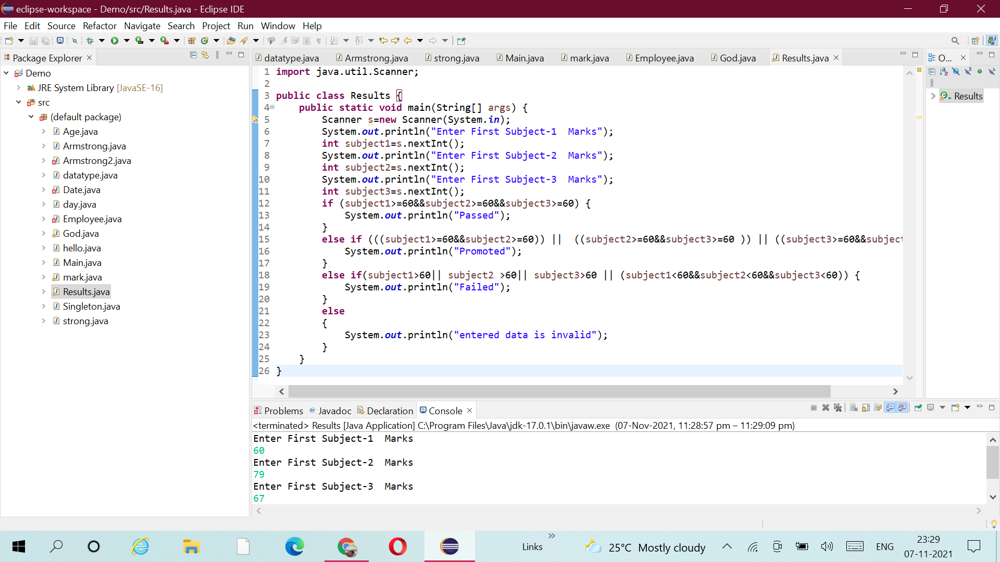 eclipse-workspace - Demo/src/Results.java - Eclipse IDE
File Edit Source Refactor Navigate Search Project Run Window Help
Package Explorer
Demo
JRE System Library [JavaSE-16]
src
(default package)
Age.java
Armstrong.java
Armstrong2.java
datatype.java
Date.java
day.java
Employee.java
God.java
hello.java
Main.java
mark.java
Results.java
Singleton.java
strong.java
datatype.java Armstrong.java strong.java Main.java mark.java Employee.java God.java Results.java
1 import java.util.Scanner;
2
3 public class Results {
4 public static void main(String[] args) {
5 Scanner s=new Scanner(System.in);
6 System.out.println("Enter First Subject-1  Marks");
7 int subject1=s.nextInt();
8 System.out.println("Enter First Subject-2  Marks");
9 int subject2=s.nextInt();
10 System.out.println("Enter First Subject-3  Marks");
11 int subject3=s.nextInt();
12 if (subject1>=60&&subject2>=60&&subject3>=60) {
13 System.out.println("Passed");
14 }
15 else if (((subject1>=60&&subject2>=60)) ||  ((subject2>=60&&subject3>=60 )) || ((subject3>=60&&subject
16 System.out.println("Promoted");
17 }
18 else if(subject1>60|| subject2 >60|| subject3>60 || (subject1<60&&subject2<60&&subject3<60)) {
19 System.out.println("Failed");
20 }
21 else
22 {
23 System.out.println("entered data is invalid");
24 }
25 }
26 }
O...
Results
Problems @ Javadoc Declaration Console
<terminated> Results [Java Application] C:\Program Files\Java\jdk-17.0.1\bin\javaw.exe (07-Nov-2021, 11:28:57 pm – 11:29:09 pm)
Enter First Subject-1  Marks
60
Enter First Subject-2  Marks
79
Enter First Subject-3  Marks
67
Links
25°C Mostly cloudy
ENG
23:29
07-11-2021